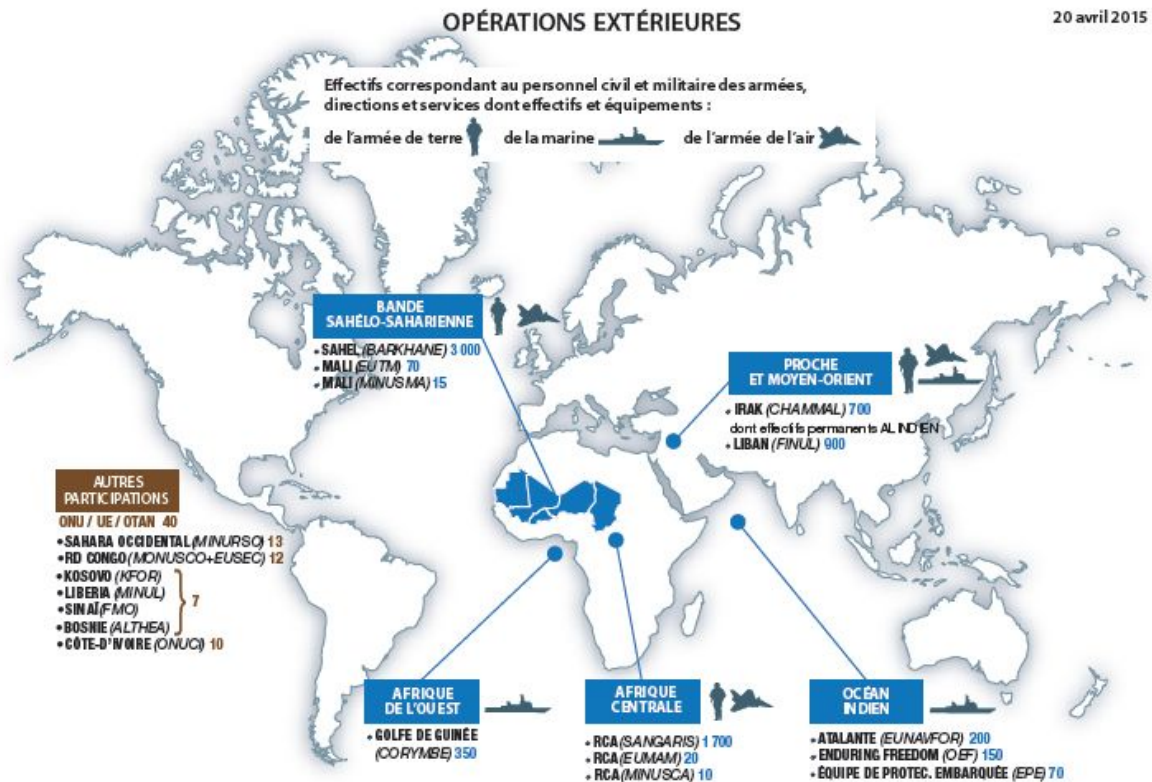 OPÉRATIONS EXTÉRIEURES
20 avril 2015
Effectifs correspondant au personnel civil et militaire des armées,
directions et services dont effectifs et équipements :
de l'armée de terre de la marine de l'armée de l'air
BANDE
SAHÉLO-SAHARIENNE
• SAHEL (BARKHANE) 3 000
• MALI (EUTM) 70
• MALI (MINUSMA) 15
PROCHE
ET MOYEN-ORIENT
• IRAK (CHAMMAL) 700
dont effectifs permanents ALINDIEN
• LIBAN (FINUL) 900
AUTRES
PARTICIPATIONS
ONU / UE / OTAN 40
• SAHARA OCCIDENTAL (MINURSO) 13
• RD CONGO (MONUSCO+EUSEC) 12
• KOSOVO (KFOR)
• LIBERIA (MINUL)
• SINAÏ (FMO)
• BOSNIE (ALTHEA)
7
• CÔTE-D'IVOIRE (ONUCI) 10
AFRIQUE
DE L'OUEST
• GOLFE DE GUINÉE
(CORYMBE) 350
AFRIQUE
CENTRALE
• RCA (SANGARIS) 1 700
• RCA (EUMAM) 20
• RCA (MINUSCA) 10
OCÉAN
INDIEN
• ATALANTE (EUNAVFOR) 200
• ENDURING FREEDOM (OEF) 150
• ÉQUIPE DE PROTEC. EMBARQUÉE (EPE) 70